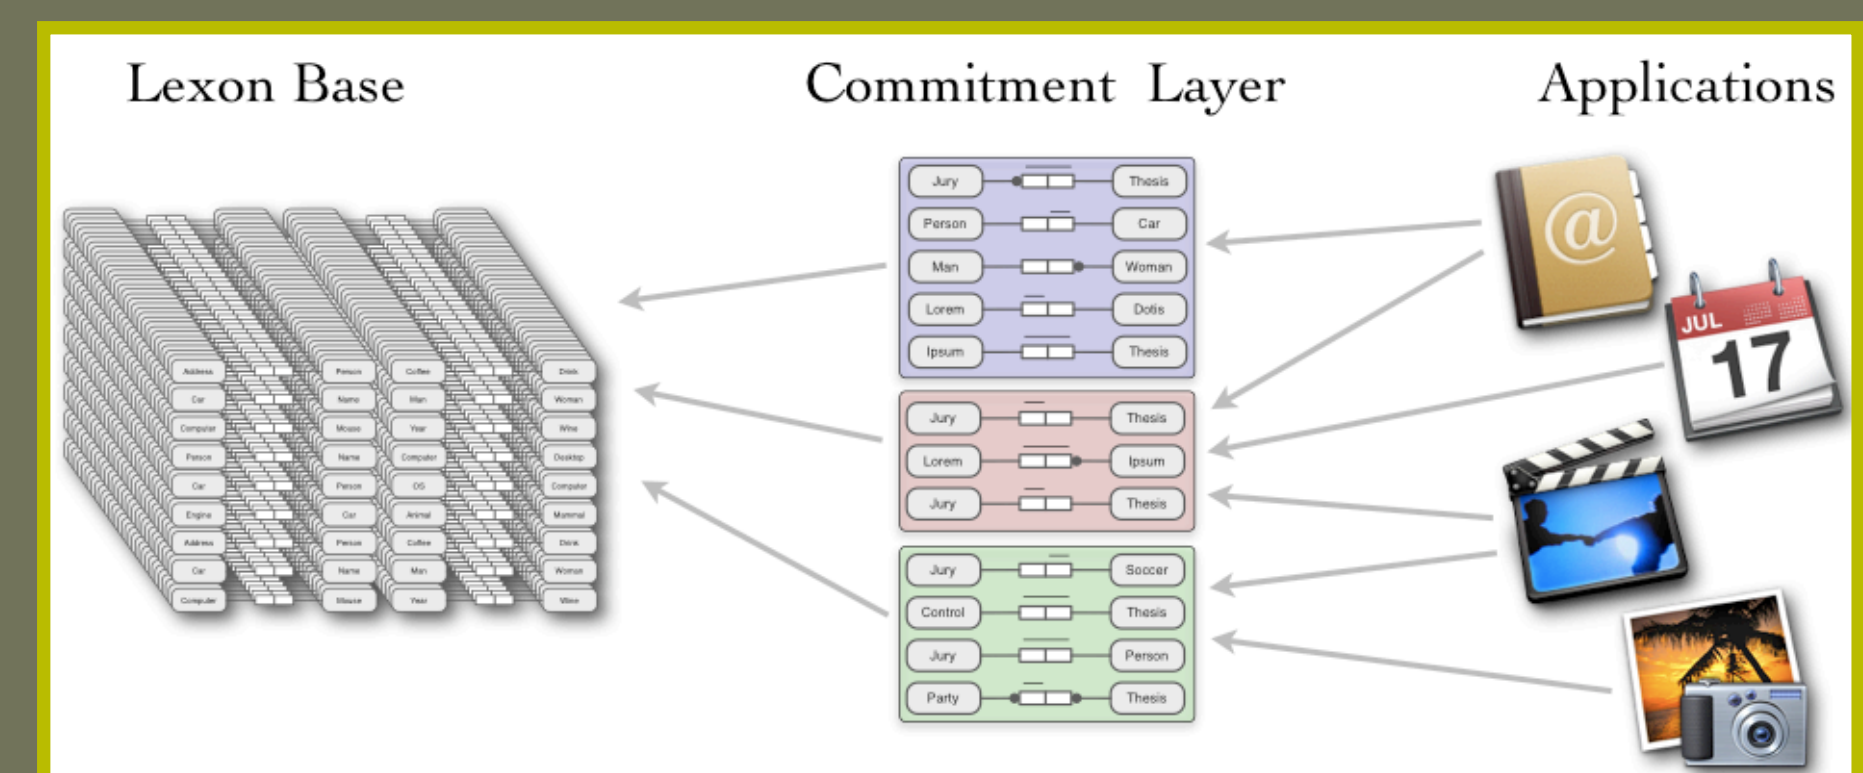 Lexon Base
Commitment Layer
Applications
Jury Thesis
Person Car
Man Woman
Lorem Dotis
Ipsum Thesis
Jury Thesis
Lorem Ipsum
Jury Thesis
Jury Soccer
Control Thesis
Jury Person
Party Thesis
Address Person Coffee Drink
Car Name Man Woman
Computer Mouse Year Wine
Person Name Computer Desktop
Car Person OS Computer
Engine Car Animal Mammal
Address Person Coffee Drink
Car Name Man Woman
Computer Mouse Year Wine
@
JUL
17